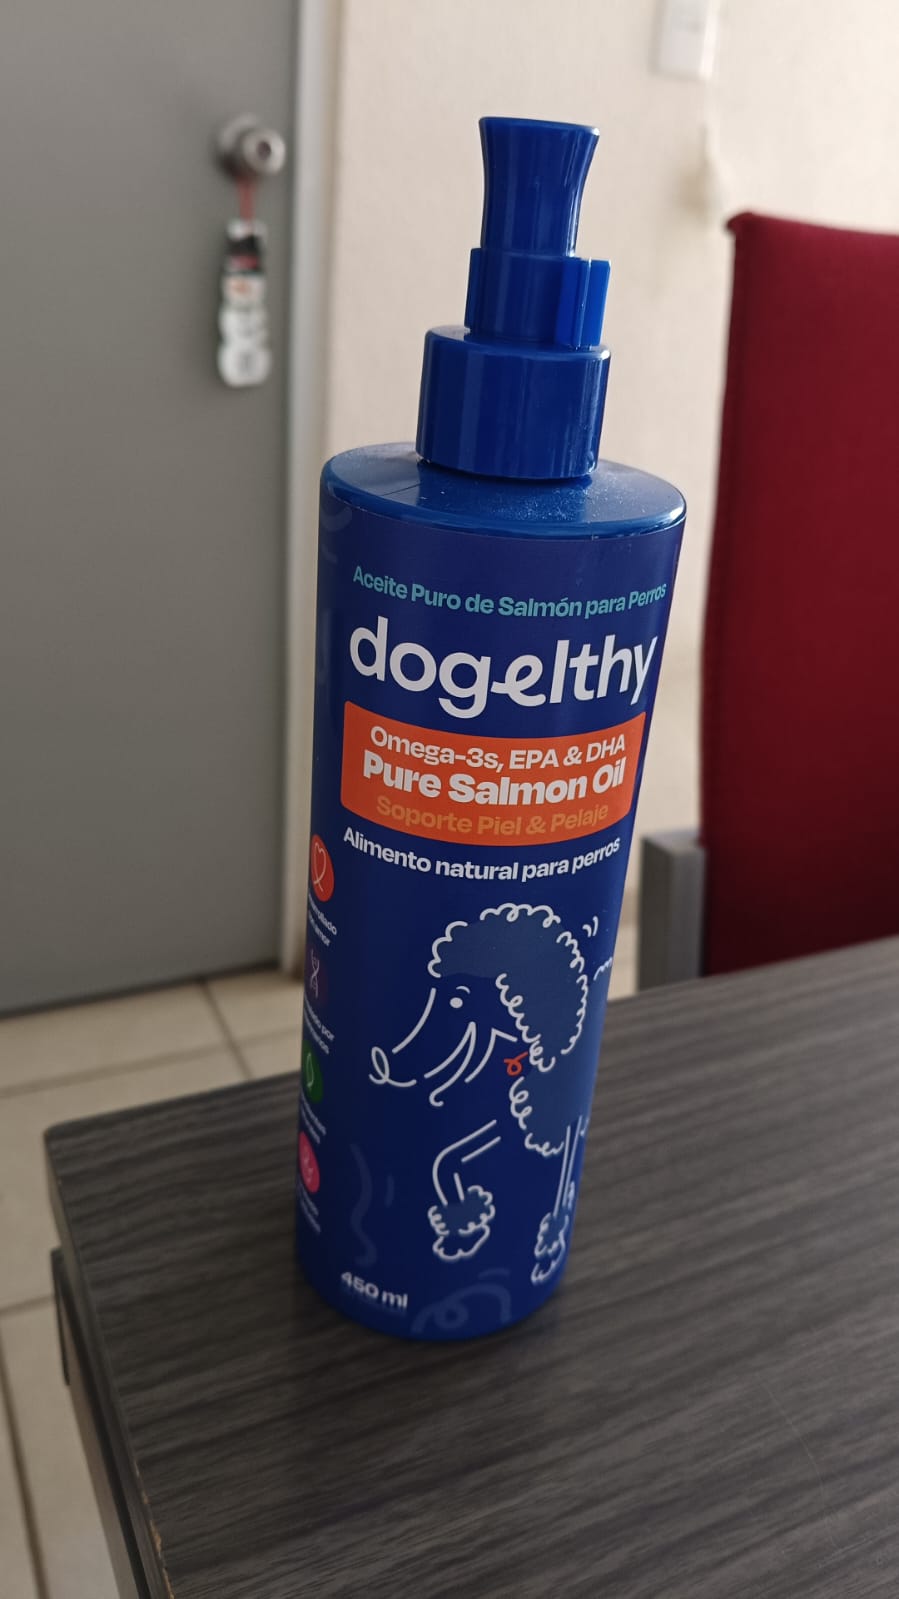 Aceite Puro de Salmón para Perros
dogelthy
Omega-3s, EPA & DHA
Pure Salmon Oil
Soporte Piel & Pelaje
Alimento natural para perros
450 ml